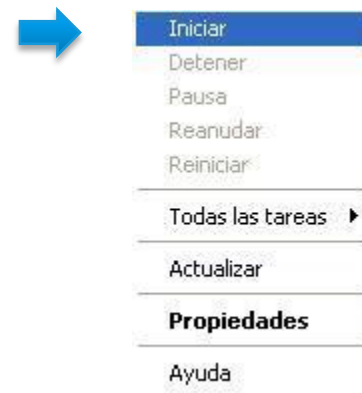 Iniciar
Detener
Pausa
Reanudar
Reiniciar
Todas las tareas
Actualizar
Propiedades
Ayuda